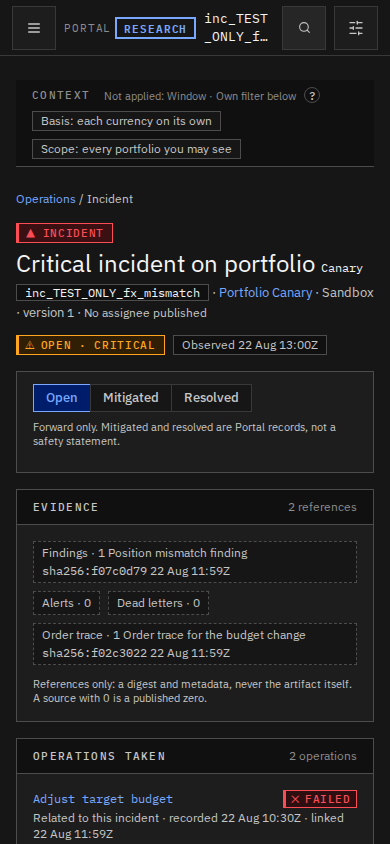 PORTAL RESEARCH inc_TEST
_ONLY_f…
CONTEXT Not applied: Window · Own filter below ?
Basis: each currency on its own
Scope: every portfolio you may see
Operations / Incident
INCIDENT
Critical incident on portfolio Canary
inc_TEST_ONLY_fx_mismatch · Portfolio Canary · Sandbox
· version 1 · No assignee published
OPEN · CRITICAL Observed 22 Aug 13:00Z
Open Mitigated Resolved
Forward only. Mitigated and resolved are Portal records, not a
safety statement.
EVIDENCE 2 references
Findings · 1 Position mismatch finding
sha256:f07c0d79 22 Aug 11:59Z
Alerts · 0 Dead letters · 0
Order trace · 1 Order trace for the budget change
sha256:f02c3022 22 Aug 11:59Z
References only: a digest and metadata, never the artifact itself.
A source with 0 is a published zero.
OPERATIONS TAKEN 2 operations
Adjust target budget FAILED
Related to this incident · recorded 22 Aug 10:30Z · linked
22 Aug 11:59Z